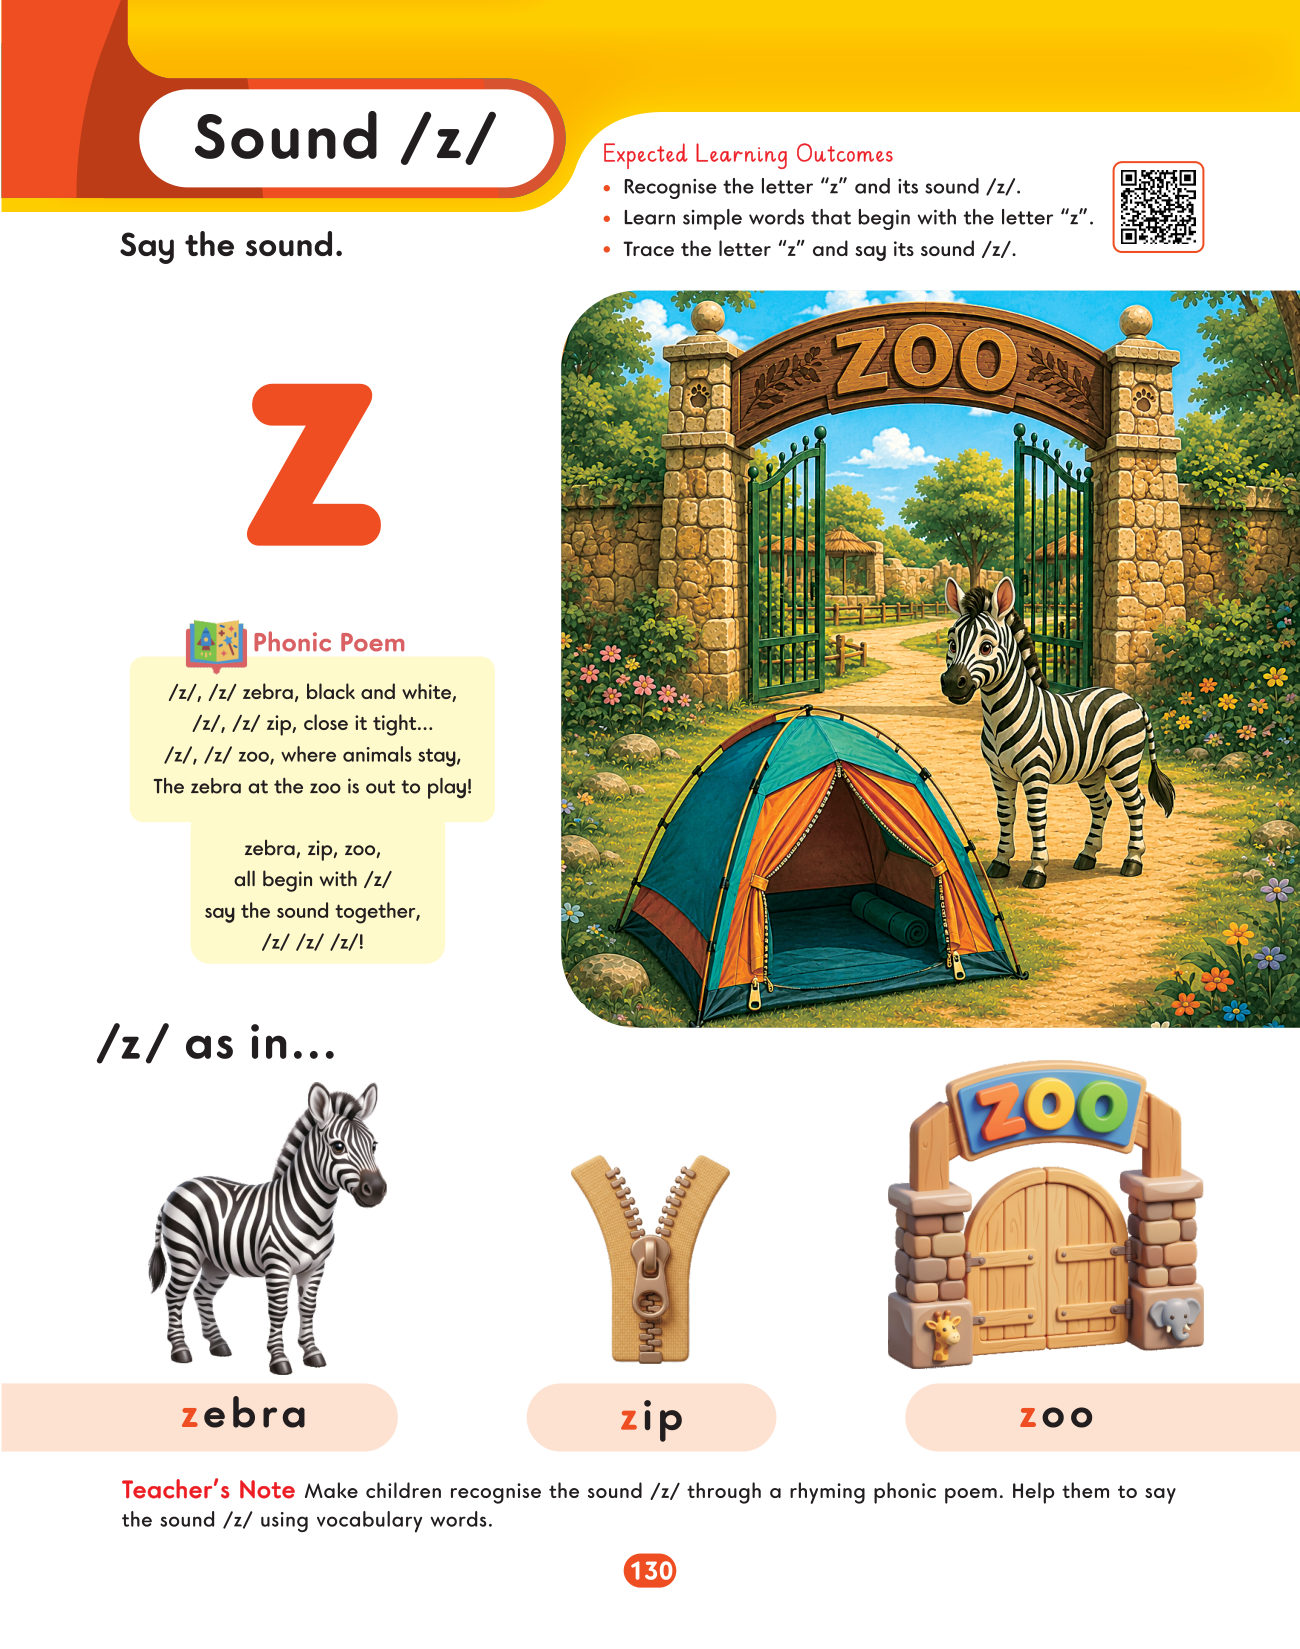 Sound /z/
Expected Learning Outcomes
• Recognise the letter “z” and its sound /z/.
• Learn simple words that begin with the letter “z”.
• Trace the letter “z” and say its sound /z/.
Say the sound.
z
ZOO
Phonic Poem
/z/, /z/ zebra, black and white,
/z/, /z/ zip, close it tight...
/z/, /z/ zoo, where animals stay,
The zebra at the zoo is out to play!
zebra, zip, zoo,
all begin with /z/
say the sound together,
/z/ /z/ /z/!
/z/ as in...
ZOO
zebra
zip
zoo
Teacher’s Note Make children recognise the sound /z/ through a rhyming phonic poem. Help them to say
the sound /z/ using vocabulary words.
130